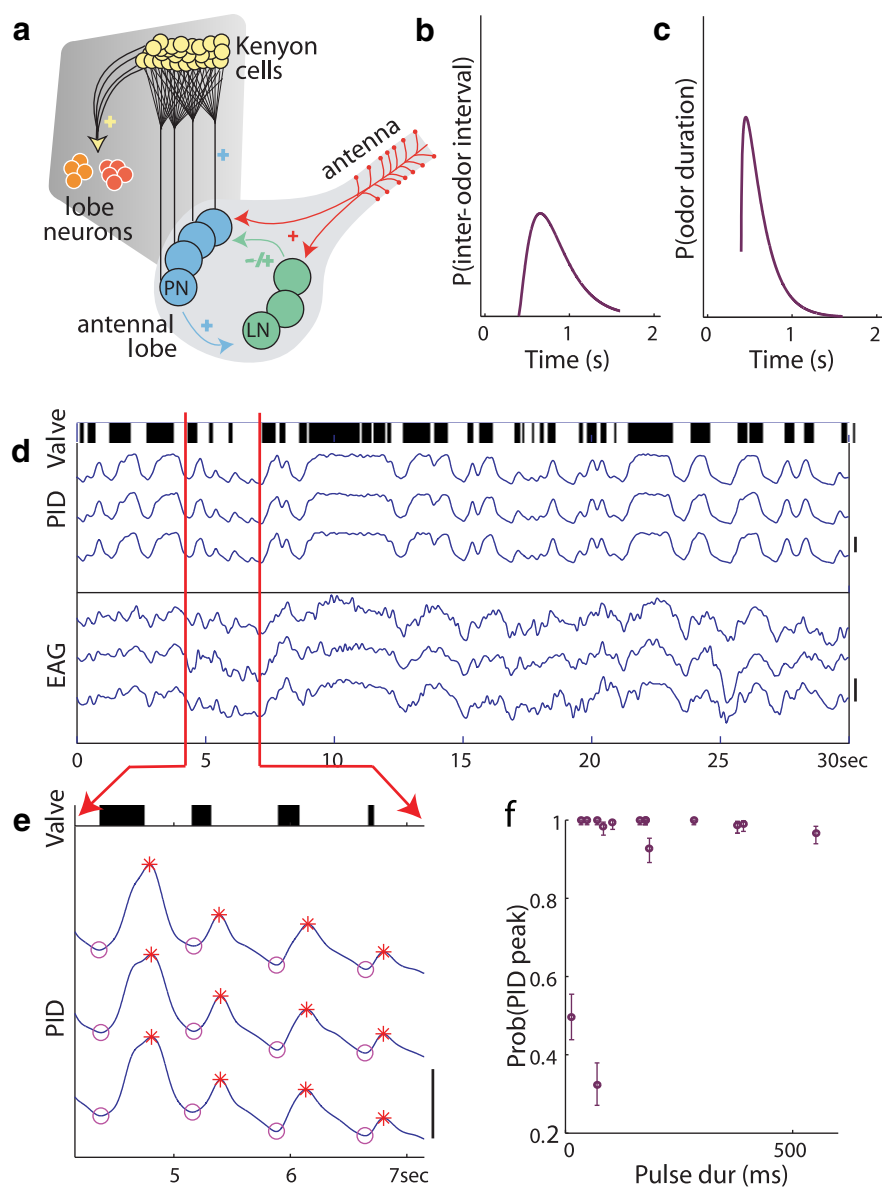 a
Kenyon
cells
+
lobe
neurons
+
antenna
+
-/+
PN
+
LN
antennal
lobe
b
P(inter-odor interval)
0 1 2
Time (s)
c
P(odor duration)
0 1 2
Time (s)
d
Valve
PID
EAG
0 5 10 15 20 25 30sec
e
Valve
PID
5 6 7sec
f
Prob(PID peak)
1
0.8
0.6
0.4
0.2
0 500
Pulse dur (ms)